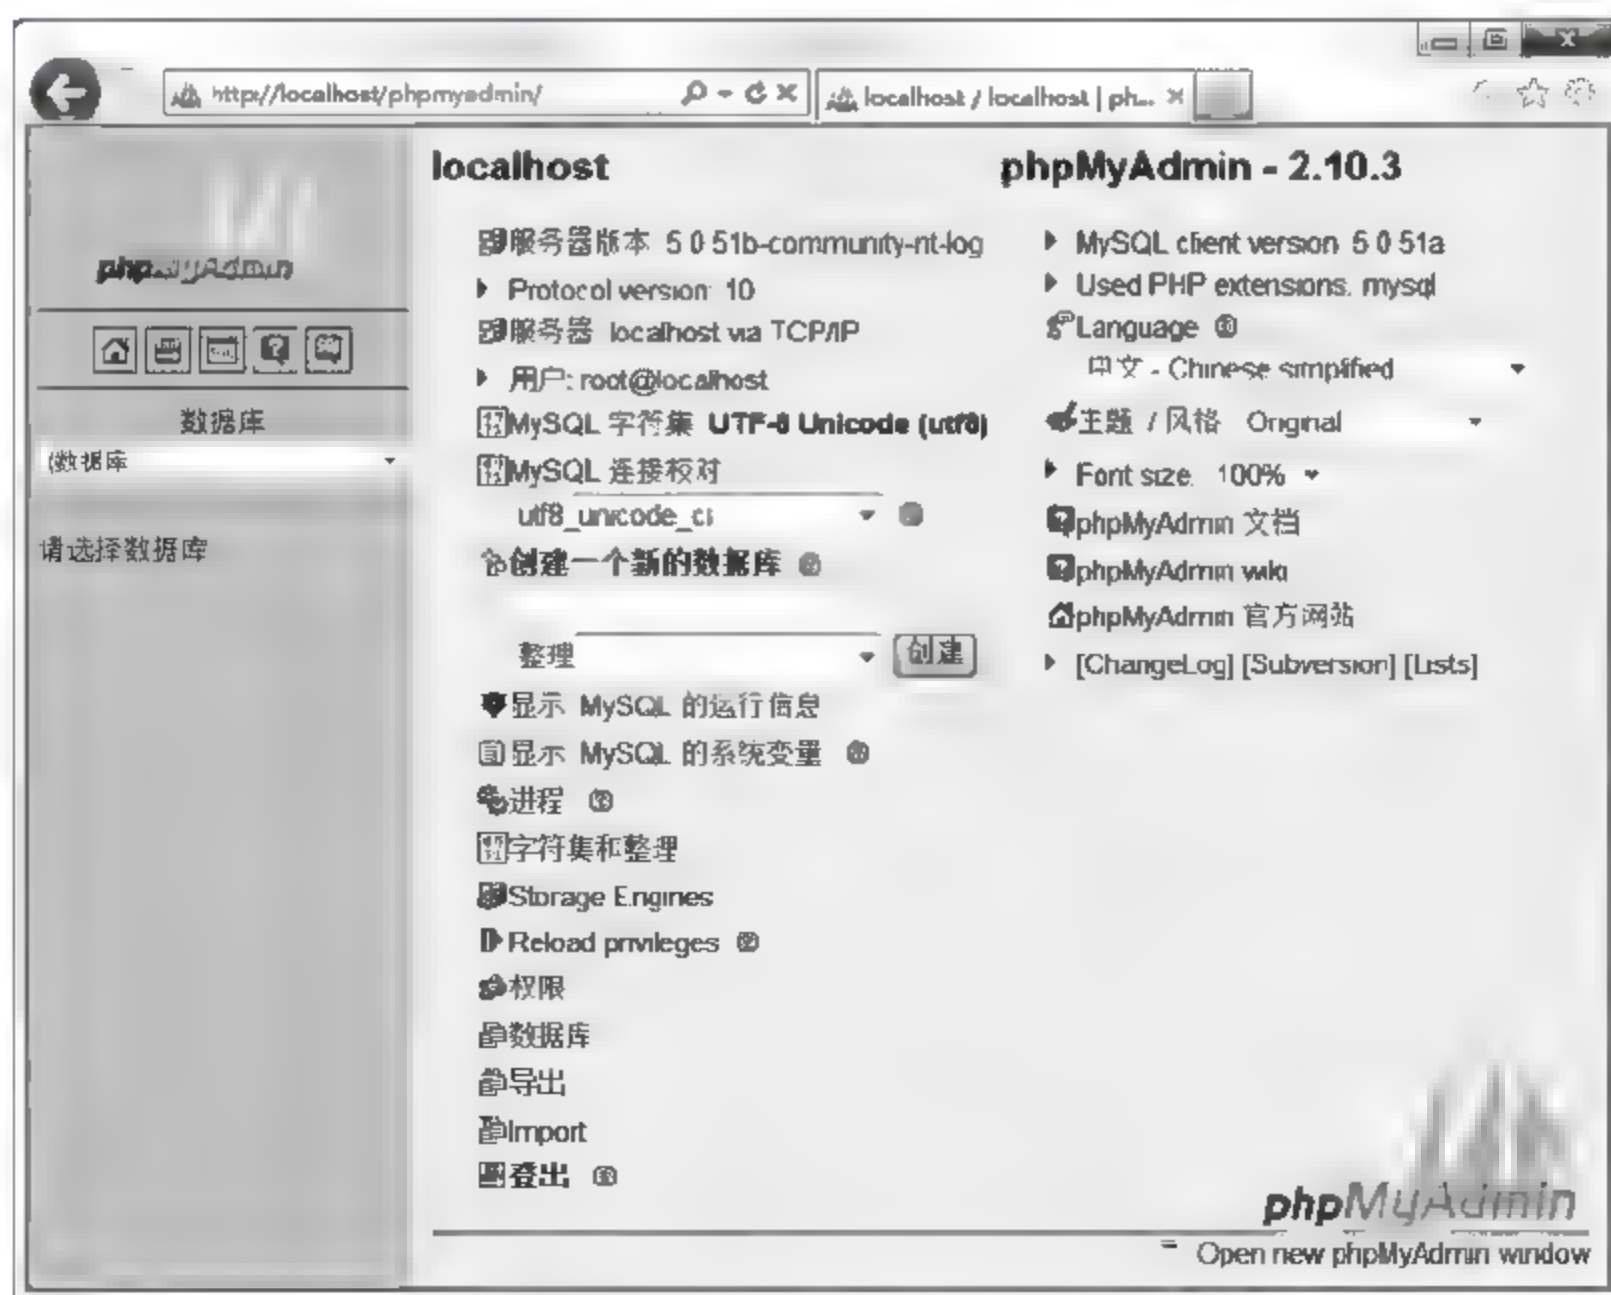 http://localhost/phpmyadmin/
localhost / localhost | ph...
phpMyAdmin
数据库
(数据库
请选择数据库
localhost
服务器版本 5 0 51b-community-nt-log
Protocol version: 10
服务器 localhost via TCP/IP
用户: root@localhost
MySQL 字符集 UTF-8 Unicode (utf8)
MySQL 连接校对
utf8_unicode_ci
创建一个新的数据库
整理
创建
显示 MySQL 的运行信息
显示 MySQL 的系统变量
进程
字符集和整理
Storage Engines
Reload privileges
权限
数据库
导出
Import
登出
phpMyAdmin - 2.10.3
MySQL client version 5 0 51a
Used PHP extensions. mysql
Language
中文 - Chinese simplified
主题 / 风格 Original
Font size 100%
phpMyAdmin 文档
phpMyAdmin wiki
phpMyAdmin 官方网站
[ChangeLog] [Subversion] [Lists]
phpMyAdmin
Open new phpMyAdmin window